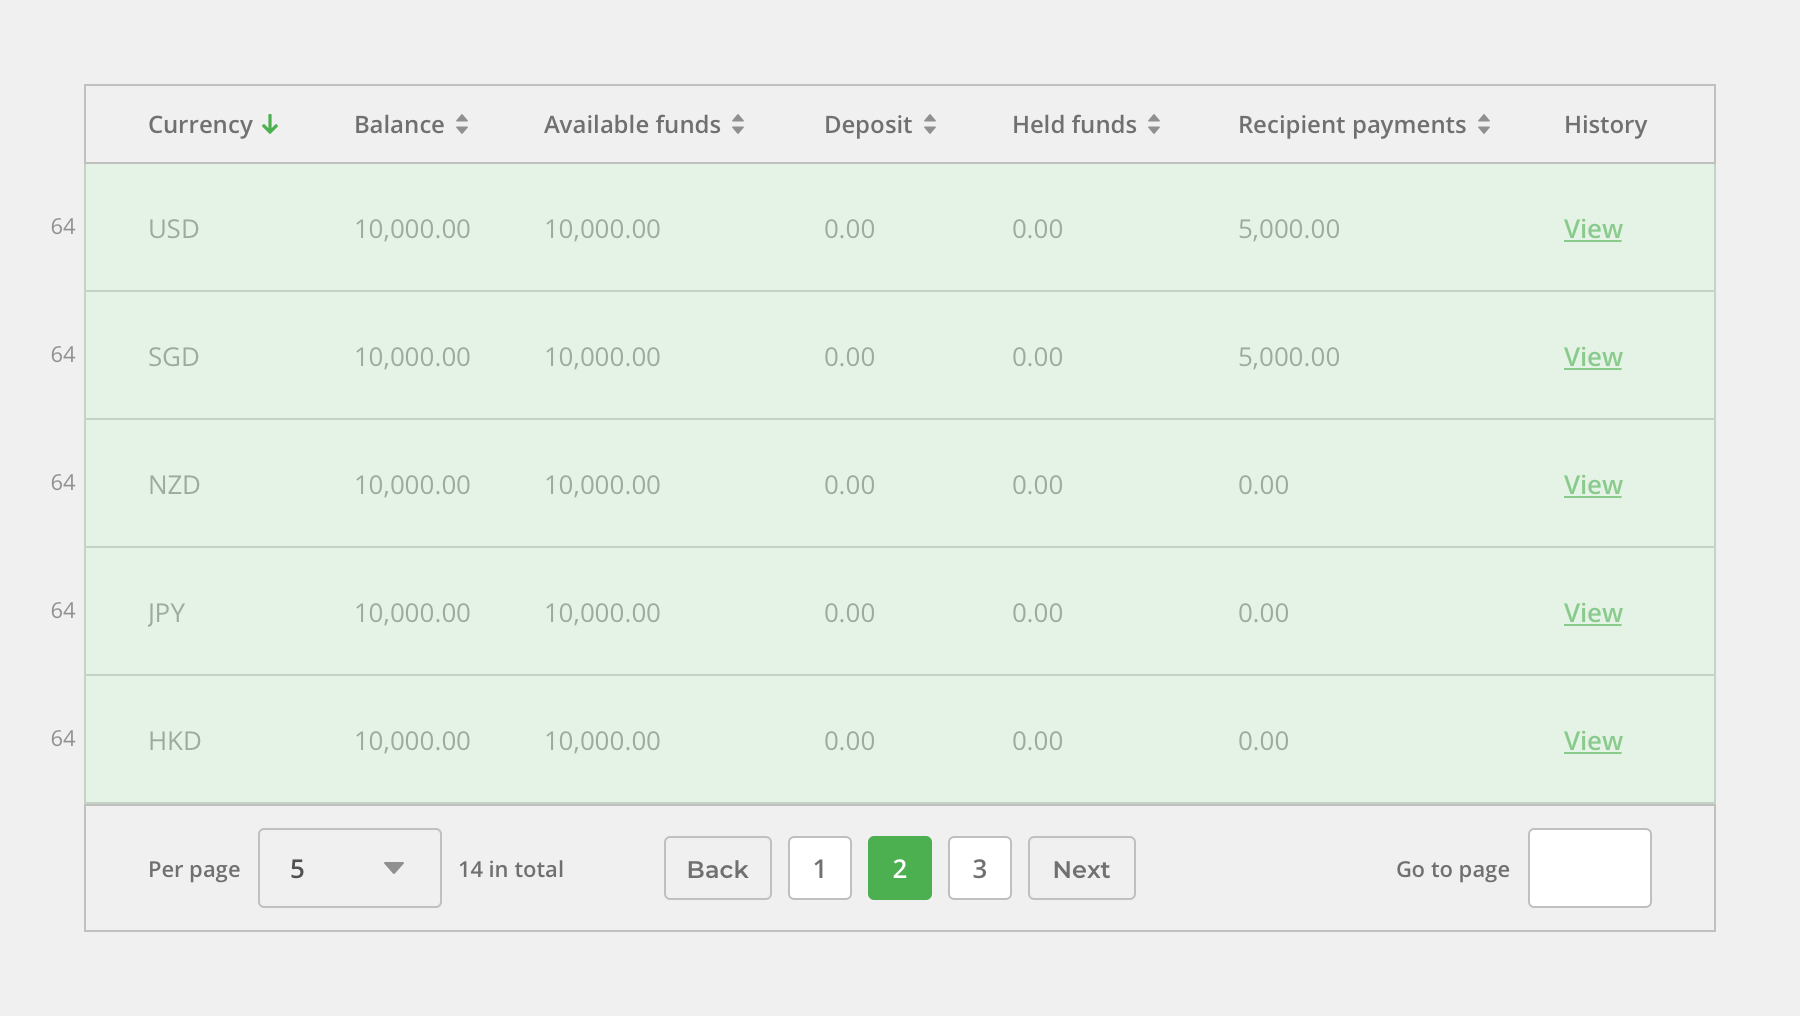 Currency Balance Available funds Deposit Held funds Recipient payments History
64 USD 10,000.00 10,000.00 0.00 0.00 5,000.00 View
64 SGD 10,000.00 10,000.00 0.00 0.00 5,000.00 View
64 NZD 10,000.00 10,000.00 0.00 0.00 0.00 View
64 JPY 10,000.00 10,000.00 0.00 0.00 0.00 View
64 HKD 10,000.00 10,000.00 0.00 0.00 0.00 View
Per page 5 14 in total Back 1 2 3 Next Go to page